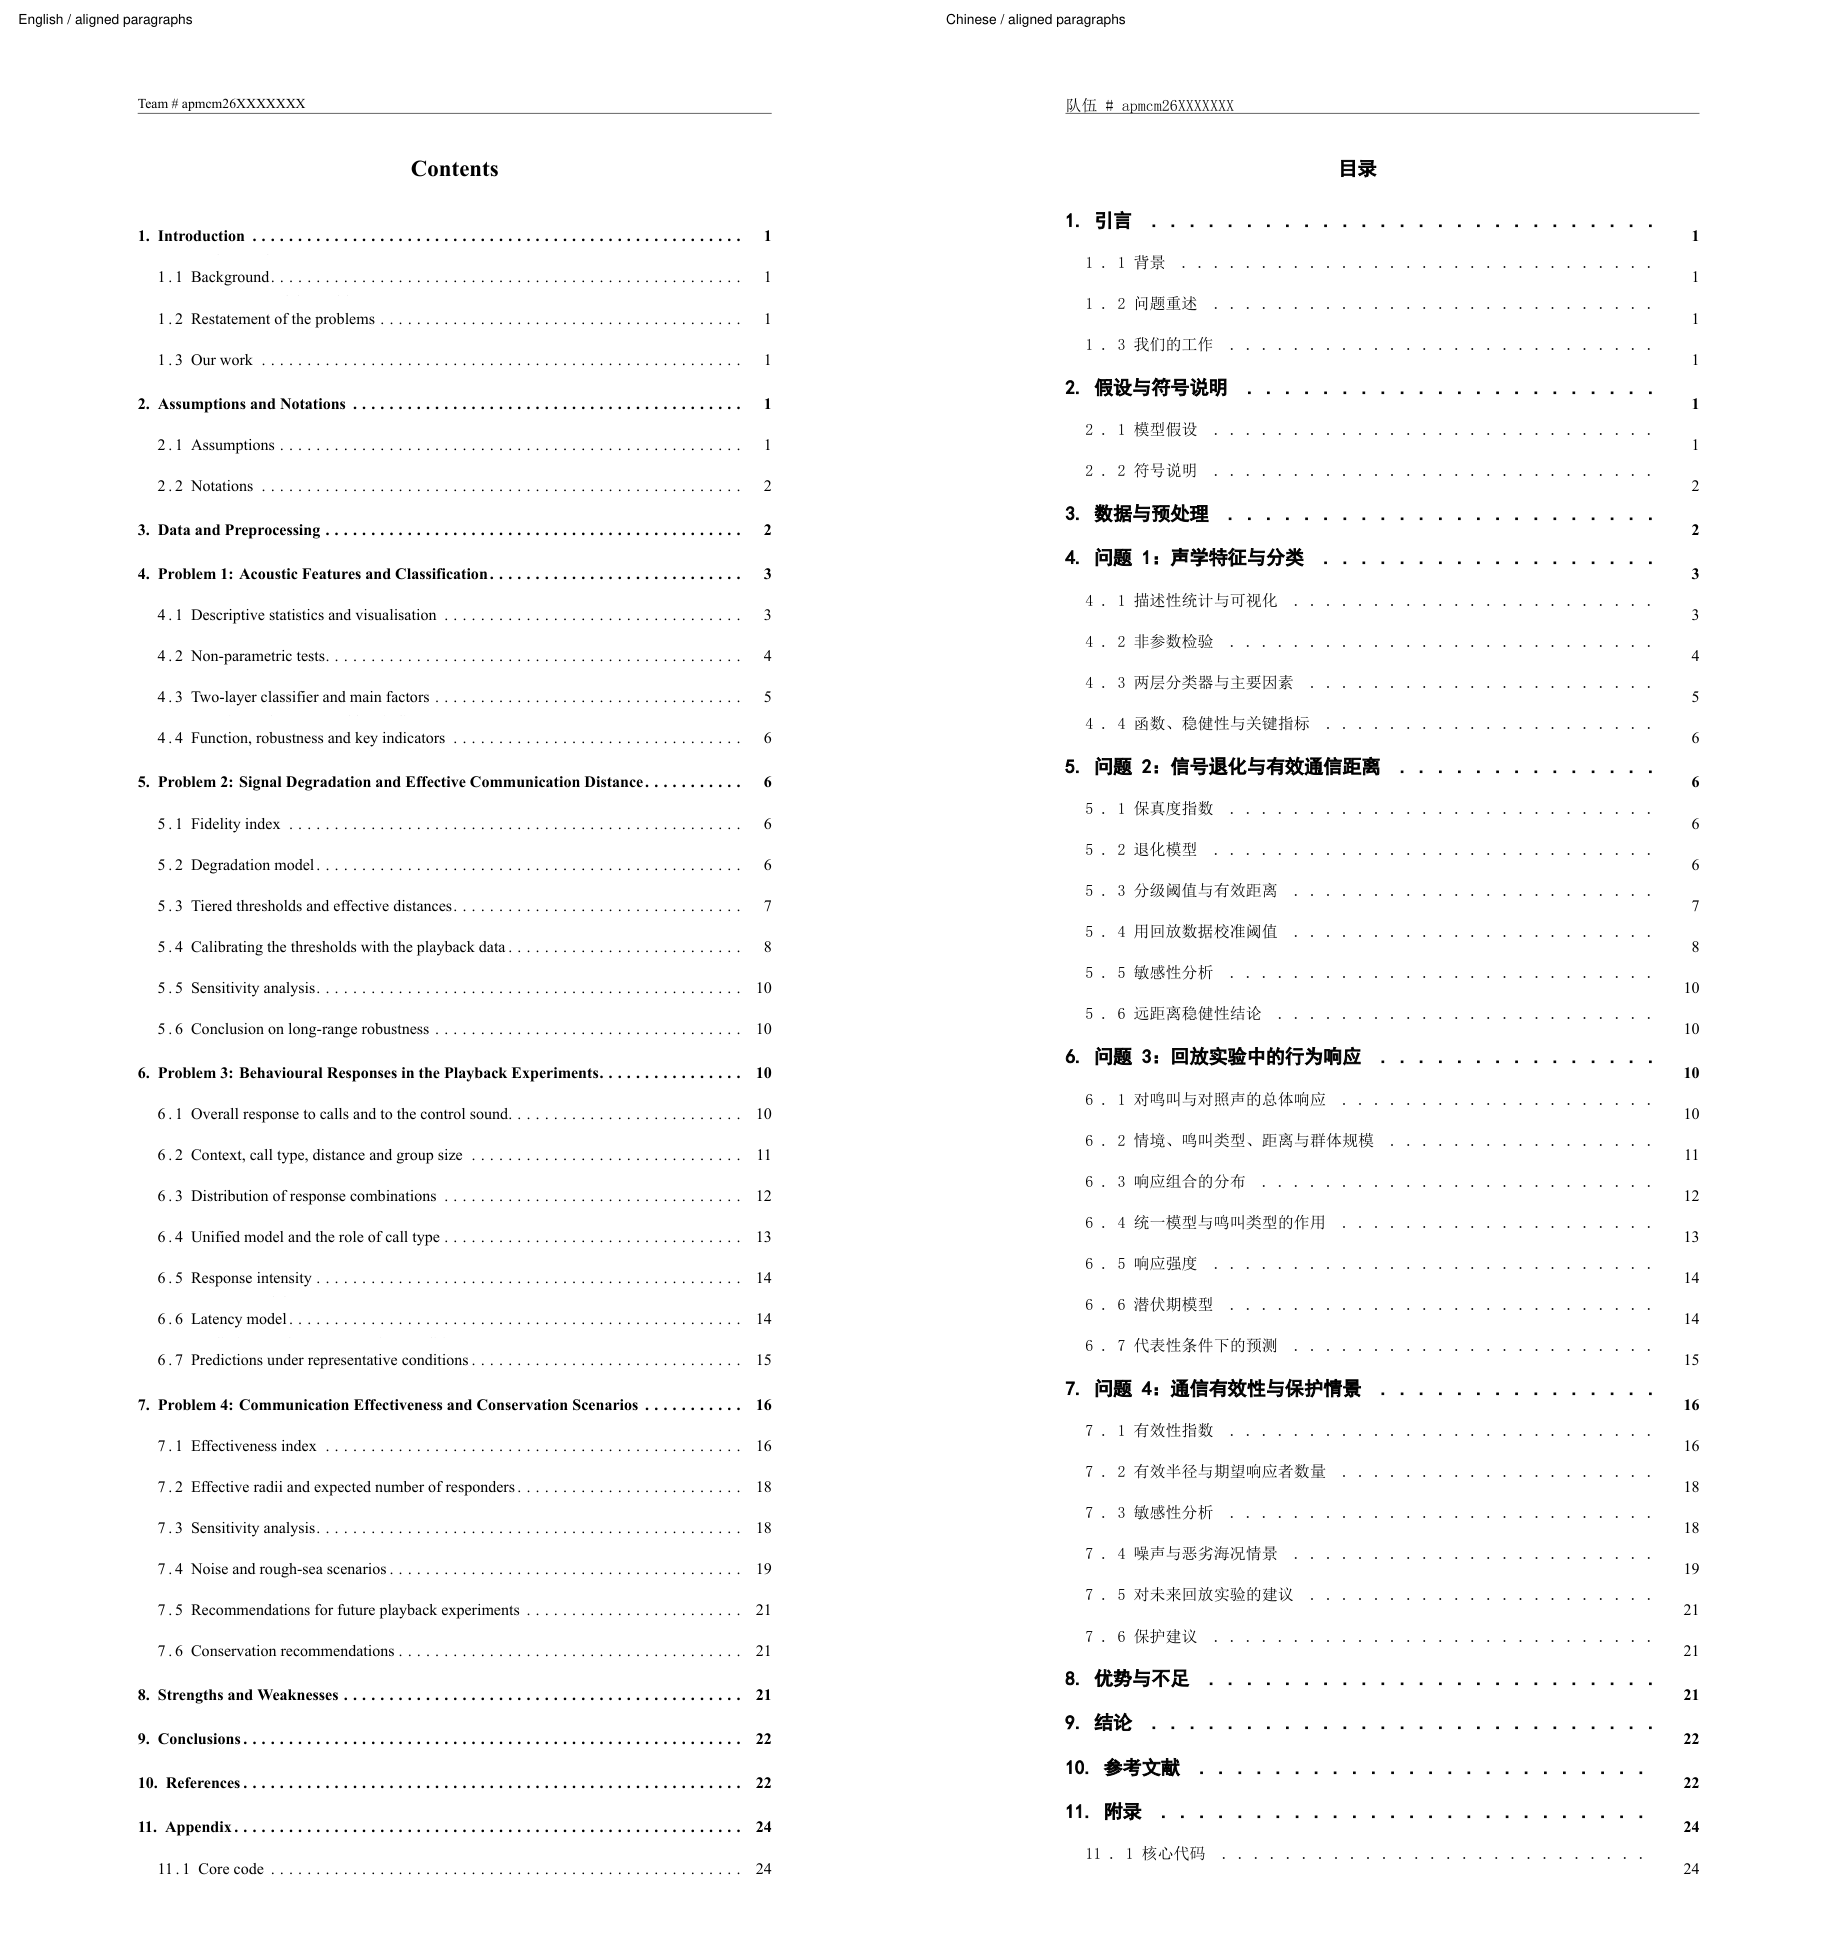 English / aligned paragraphs
Team # apmcm26XXXXXXX
Contents
1. Introduction . . . . . . . . . . 1
1.1 Background . . . . . . . . . . 1
1.2 Restatement of the problems . . . . . . . . . . 1
1.3 Our work . . . . . . . . . . 1
2. Assumptions and Notations . . . . . . . . . . 1
2.1 Assumptions . . . . . . . . . . 1
2.2 Notations . . . . . . . . . . 2
3. Data and Preprocessing . . . . . . . . . . 2
4. Problem 1: Acoustic Features and Classification . . . . . . . . . . 3
4.1 Descriptive statistics and visualisation . . . . . . . . . . 3
4.2 Non-parametric tests . . . . . . . . . . 4
4.3 Two-layer classifier and main factors . . . . . . . . . . 5
4.4 Function, robustness and key indicators . . . . . . . . . . 6
5. Problem 2: Signal Degradation and Effective Communication Distance . . . . . . . . . . 6
5.1 Fidelity index . . . . . . . . . . 6
5.2 Degradation model . . . . . . . . . . 6
5.3 Tiered thresholds and effective distances . . . . . . . . . . 7
5.4 Calibrating the thresholds with the playback data . . . . . . . . . . 8
5.5 Sensitivity analysis . . . . . . . . . . 10
5.6 Conclusion on long-range robustness . . . . . . . . . . 10
6. Problem 3: Behavioural Responses in the Playback Experiments . . . . . . . . . . 10
6.1 Overall response to calls and to the control sound . . . . . . . . . . 10
6.2 Context, call type, distance and group size . . . . . . . . . . 11
6.3 Distribution of response combinations . . . . . . . . . . 12
6.4 Unified model and the role of call type . . . . . . . . . . 13
6.5 Response intensity . . . . . . . . . . 14
6.6 Latency model . . . . . . . . . . 14
6.7 Predictions under representative conditions . . . . . . . . . . 15
7. Problem 4: Communication Effectiveness and Conservation Scenarios . . . . . . . . . . 16
7.1 Effectiveness index . . . . . . . . . . 16
7.2 Effective radii and expected number of responders . . . . . . . . . . 18
7.3 Sensitivity analysis . . . . . . . . . . 18
7.4 Noise and rough-sea scenarios . . . . . . . . . . 19
7.5 Recommendations for future playback experiments . . . . . . . . . . 21
7.6 Conservation recommendations . . . . . . . . . . 21
8. Strengths and Weaknesses . . . . . . . . . . 21
9. Conclusions . . . . . . . . . . 22
10. References . . . . . . . . . . 22
11. Appendix . . . . . . . . . . 24
11.1 Core code . . . . . . . . . . 24
Chinese / aligned paragraphs
队伍 # apmcm26XXXXXXX
目录
1. 引言 . . . . . . . . . . 1
1.1 背景 . . . . . . . . . . 1
1.2 问题重述 . . . . . . . . . . 1
1.3 我们的工作 . . . . . . . . . . 1
2. 假设与符号说明 . . . . . . . . . . 1
2.1 模型假设 . . . . . . . . . . 1
2.2 符号说明 . . . . . . . . . . 2
3. 数据与预处理 . . . . . . . . . . 2
4. 问题 1：声学特征与分类 . . . . . . . . . . 3
4.1 描述性统计与可视化 . . . . . . . . . . 3
4.2 非参数检验 . . . . . . . . . . 4
4.3 两层分类器与主要因素 . . . . . . . . . . 5
4.4 函数、稳健性与关键指标 . . . . . . . . . . 6
5. 问题 2：信号退化与有效通信距离 . . . . . . . . . . 6
5.1 保真度指数 . . . . . . . . . . 6
5.2 退化模型 . . . . . . . . . . 6
5.3 分级阈值与有效距离 . . . . . . . . . . 7
5.4 用回放数据校准阈值 . . . . . . . . . . 8
5.5 敏感性分析 . . . . . . . . . . 10
5.6 远距离稳健性结论 . . . . . . . . . . 10
6. 问题 3：回放实验中的行为响应 . . . . . . . . . . 10
6.1 对鸣叫与对照声的总体响应 . . . . . . . . . . 10
6.2 情境、鸣叫类型、距离与群体规模 . . . . . . . . . . 11
6.3 响应组合的分布 . . . . . . . . . . 12
6.4 统一模型与鸣叫类型的作用 . . . . . . . . . . 13
6.5 响应强度 . . . . . . . . . . 14
6.6 潜伏期模型 . . . . . . . . . . 14
6.7 代表性条件下的预测 . . . . . . . . . . 15
7. 问题 4：通信有效性与保护情景 . . . . . . . . . . 16
7.1 有效性指数 . . . . . . . . . . 16
7.2 有效半径与期望响应者数量 . . . . . . . . . . 18
7.3 敏感性分析 . . . . . . . . . . 18
7.4 噪声与恶劣海况情景 . . . . . . . . . . 19
7.5 对未来回放实验的建议 . . . . . . . . . . 21
7.6 保护建议 . . . . . . . . . . 21
8. 优势与不足 . . . . . . . . . . 21
9. 结论 . . . . . . . . . . 22
10. 参考文献 . . . . . . . . . . 22
11. 附录 . . . . . . . . . . 24
11.1 核心代码 . . . . . . . . . . 24